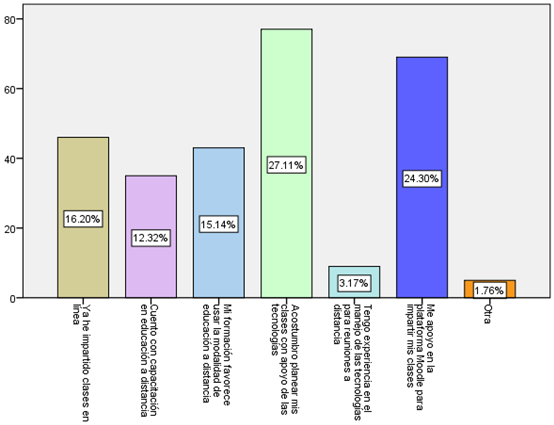 80
60
40
20
0
16.20%
12.32%
15.14%
27.11%
3.17%
24.30%
1.76%
Ya he impartido clases en
línea
Cuento con capacitación
en educación a distancia
Mi formación favorece
usar la modalidad de
educación a distancia
Acostumbro planear mis
clases con apoyo de las
tecnologías
Tengo experiencia en el
manejo de las tecnologías
para reuniones a
distancia
Me apoyo en la
plataforma Moodle para
impartir mis clases
Otra